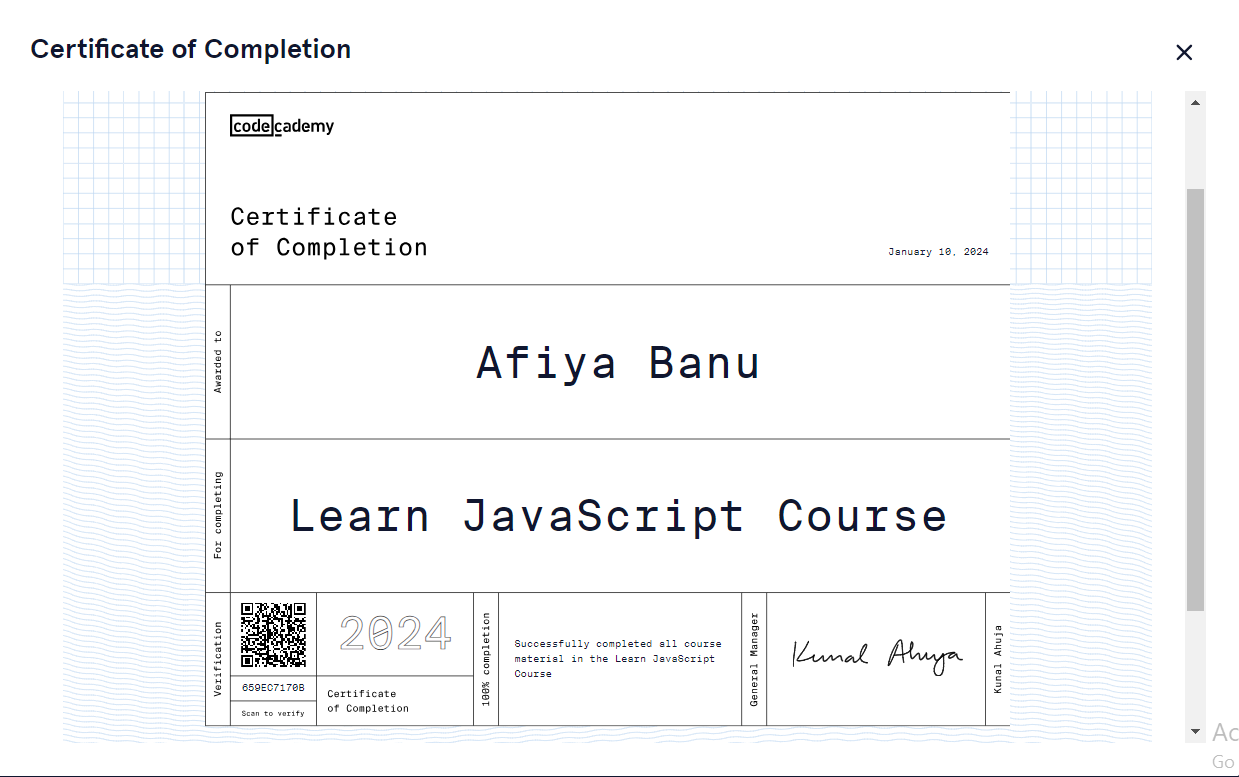 Certificate of Completion
codecademy
Certificate
of Completion
January 10, 2024
Awarded to
Afiya Banu
For completing
Learn JavaScript Course
Verification
659EC7170B
Scan to verify
2024
Certificate
of Completion
100% completion
Successfully completed all course
material in the Learn JavaScript
Course
General Manager
Kunal Ahuja
Kunal Ahuja
Ac
Go